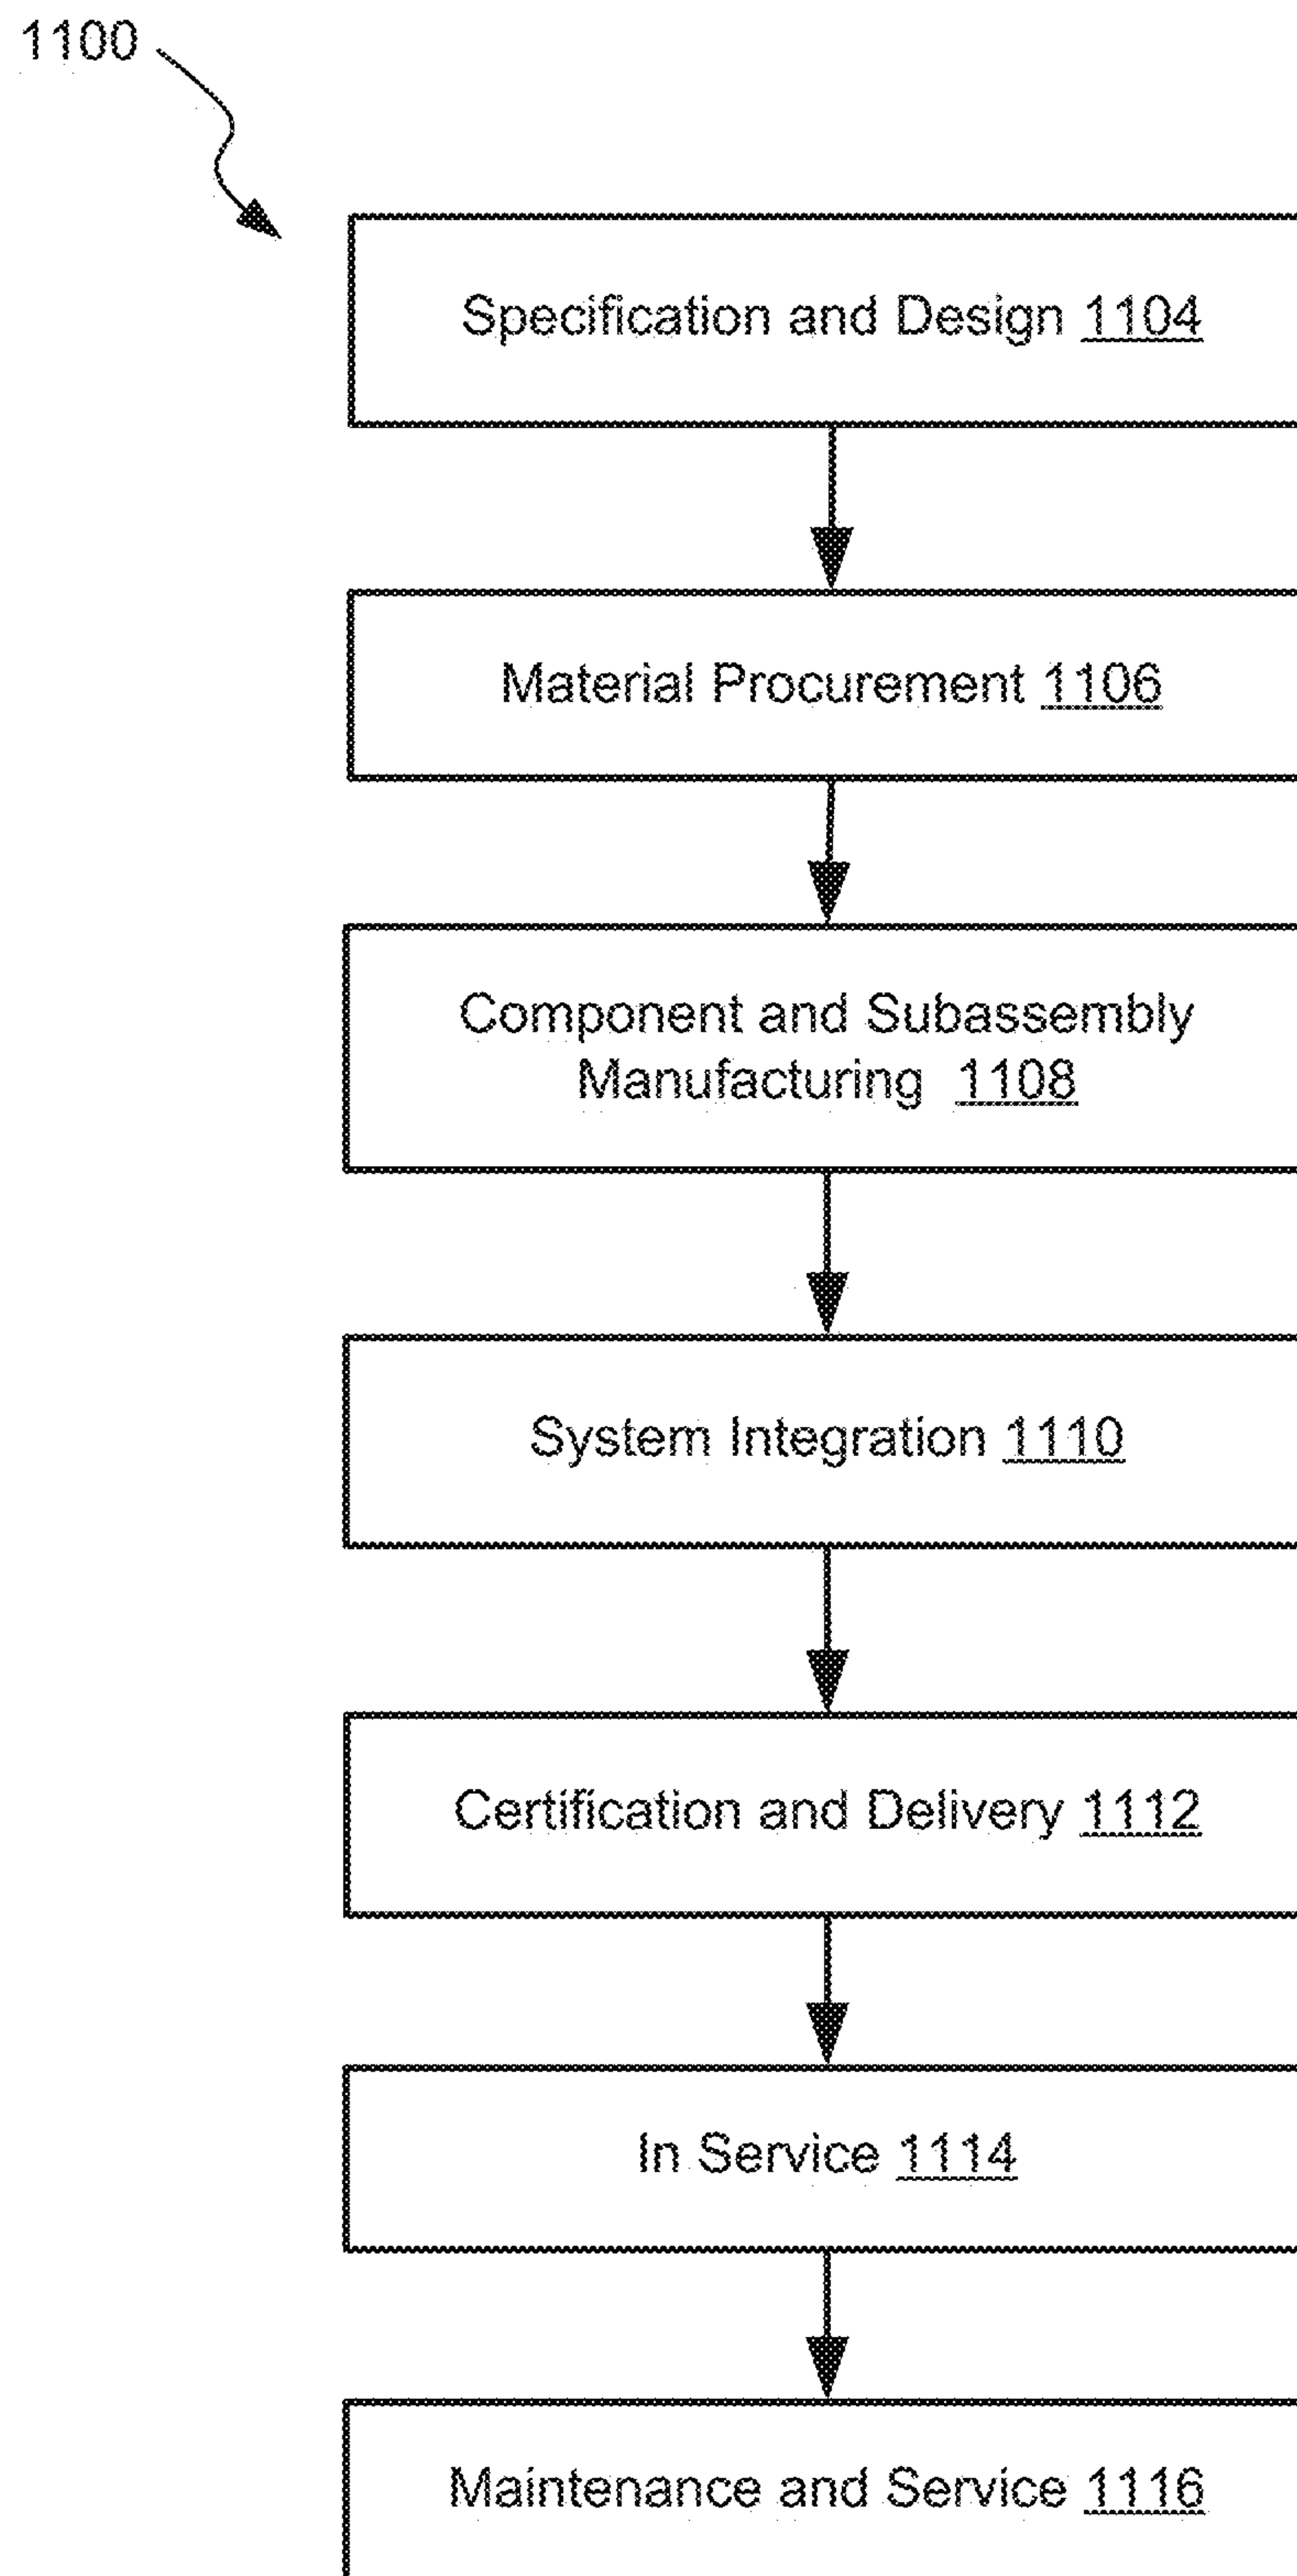 1100
Specification and Design 1104
Material Procurement 1106
Component and Subassembly
Manufacturing 1108
System Integration 1110
Certification and Delivery 1112
In Service 1114
Maintenance and Service 1116